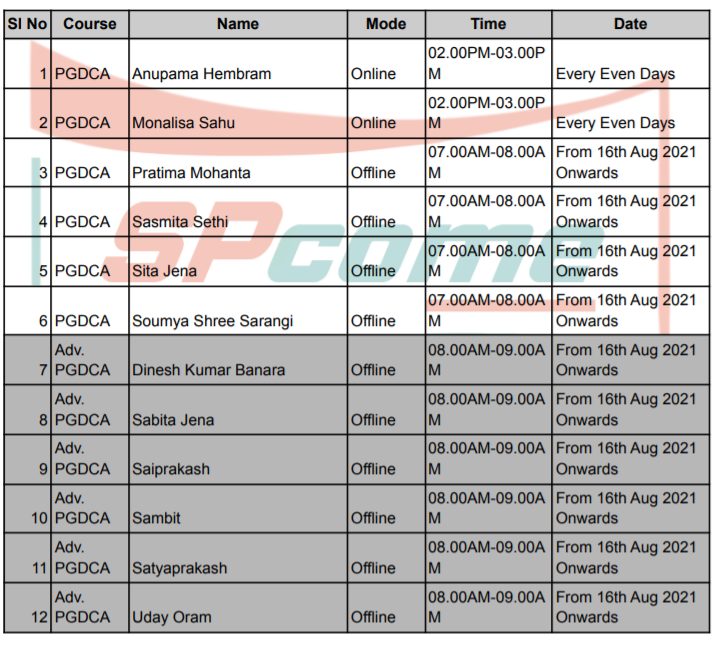 Sl No Course Name Mode Time Date
1 PGDCA Anupama Hembram Online 02.00PM-03.00PM Every Even Days
2 PGDCA Monalisa Sahu Online 02.00PM-03.00PM Every Even Days
3 PGDCA Pratima Mohanta Offline 07.00AM-08.00AM From 16th Aug 2021 Onwards
4 PGDCA Sasmita Sethi Offline 07.00AM-08.00AM From 16th Aug 2021 Onwards
5 PGDCA Sita Jena Offline 07.00AM-08.00AM From 16th Aug 2021 Onwards
6 PGDCA Soumya Shree Sarangi Offline 07.00AM-08.00AM From 16th Aug 2021 Onwards
7 Adv. PGDCA Dinesh Kumar Banara Offline 08.00AM-09.00AM From 16th Aug 2021 Onwards
8 Adv. PGDCA Sabita Jena Offline 08.00AM-09.00AM From 16th Aug 2021 Onwards
9 Adv. PGDCA Saiprakash Offline 08.00AM-09.00AM From 16th Aug 2021 Onwards
10 Adv. PGDCA Sambit Offline 08.00AM-09.00AM From 16th Aug 2021 Onwards
11 Adv. PGDCA Satyaprakash Offline 08.00AM-09.00AM From 16th Aug 2021 Onwards
12 Adv. PGDCA Uday Oram Offline 08.00AM-09.00AM From 16th Aug 2021 Onwards
SPcome